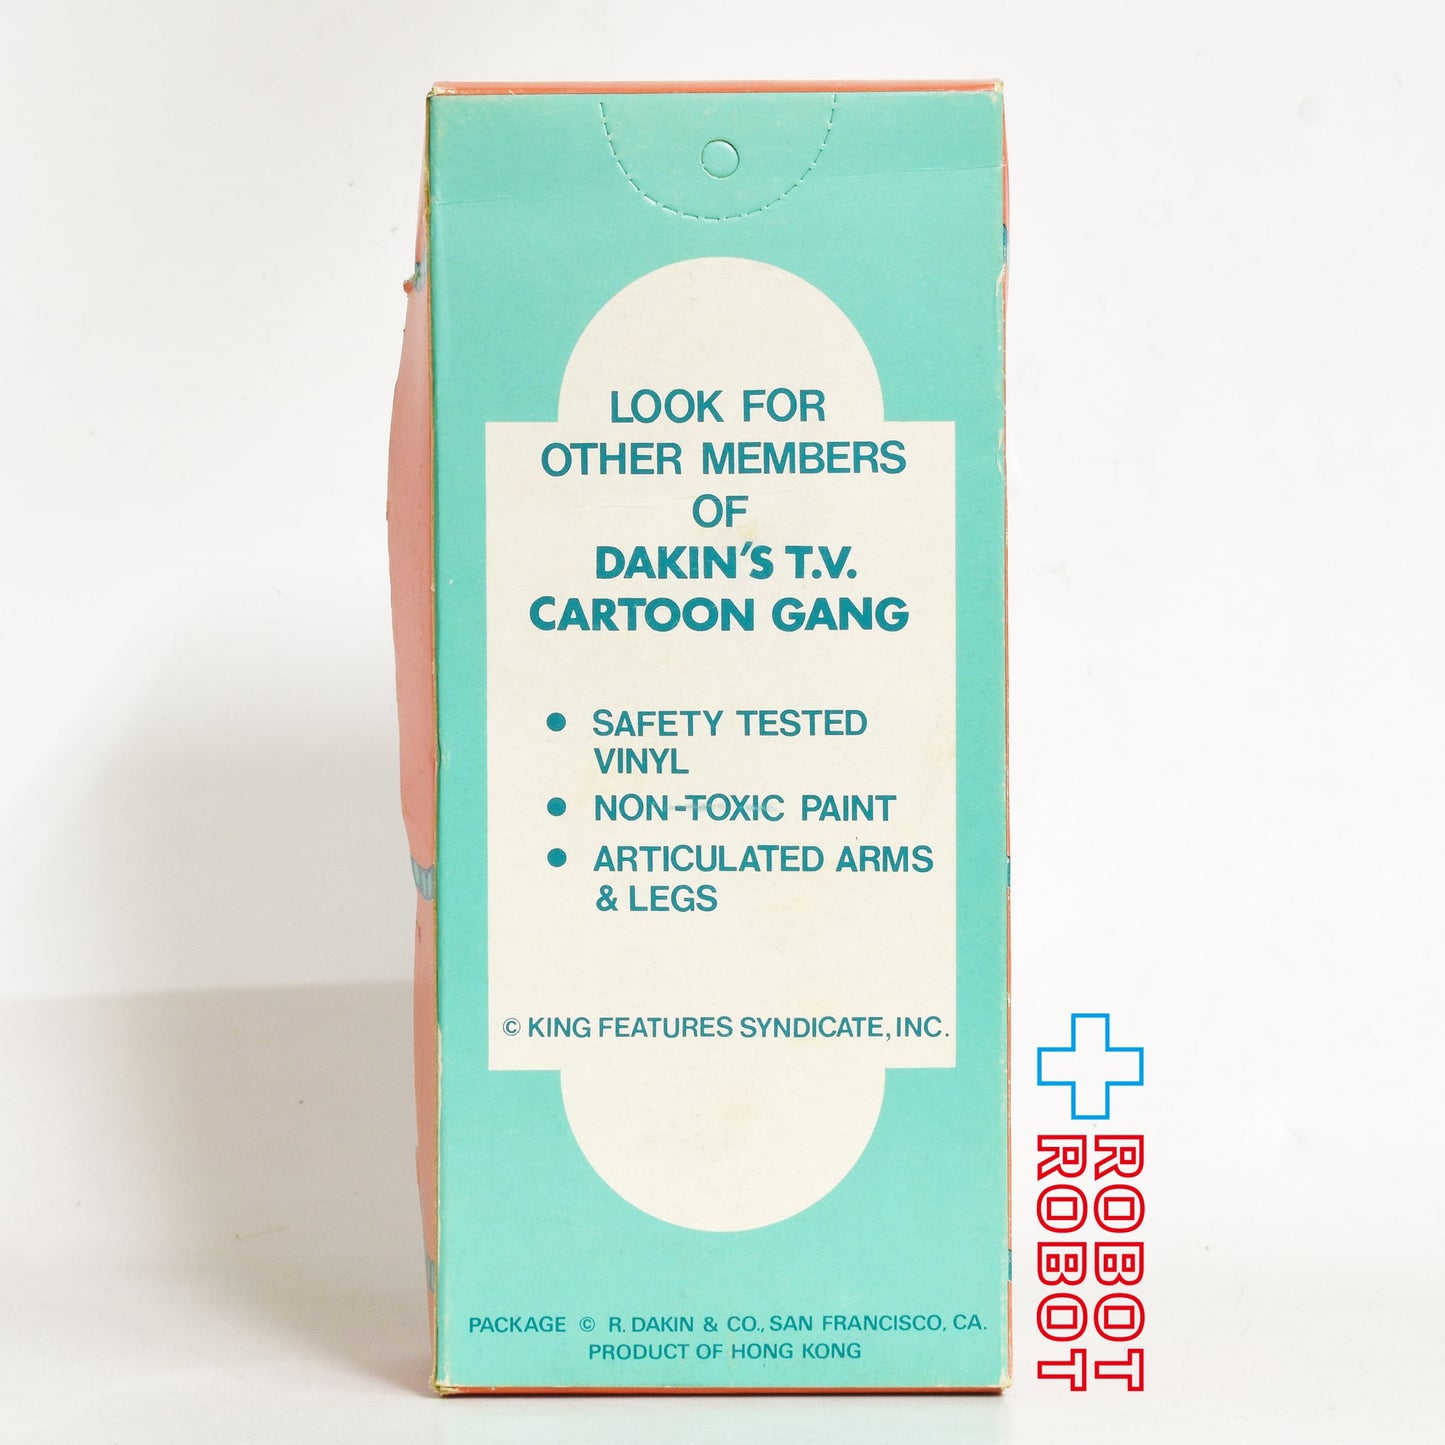 LOOK FOR
OTHER MEMBERS
OF
DAKIN'S T.V.
CARTOON GANG
● SAFETY TESTED
VINYL
● NON-TOXIC PAINT
● ARTICULATED ARMS
& LEGS
© KING FEATURES SYNDICATE, INC.
PACKAGE © R. DAKIN & CO., SAN FRANCISCO, CA.
PRODUCT OF HONG KONG
ROBOT
ROBOT